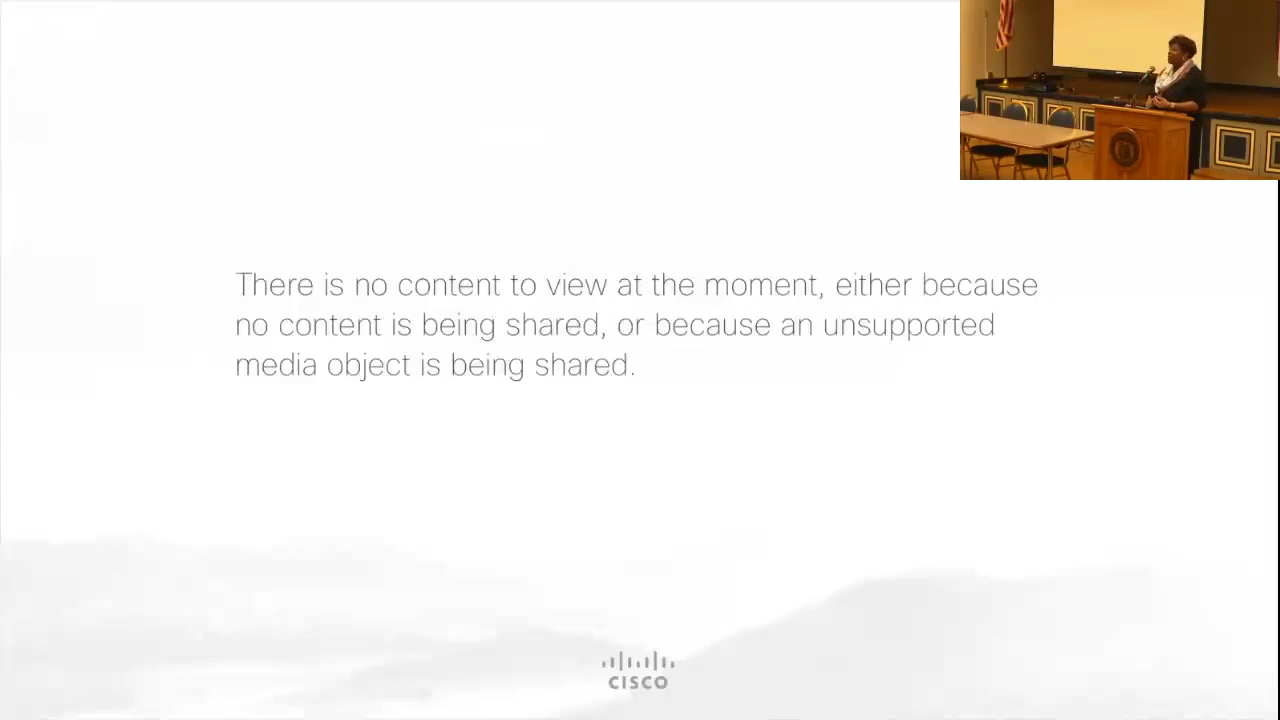 There is no content to view at the moment, either because
no content is being shared, or because an unsupported
media object is being shared.
CISCO